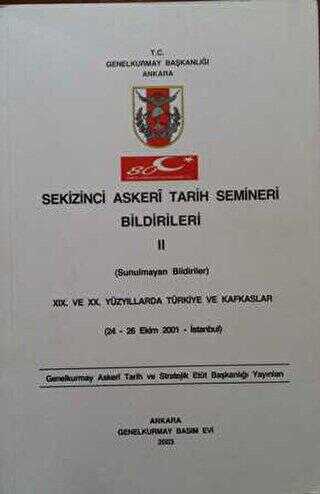 T.C.
GENELKURMAY BAŞKANLIĞI
ANKARA
80
SEKİZİNCİ ASKERÎ TARİH SEMİNERİ
BİLDİRİLERİ
II
(Sunulmayan Bildiriler)
XIX. VE XX. YÜZYILLARDA TÜRKİYE VE KAFKASLAR
(24 - 26 Ekim 2001 - İstanbul)
Genelkurmay Askerî Tarih ve Stratejik Etüt Başkanlığı Yayınları
ANKARA
GENELKURMAY BASIM EVİ
2003